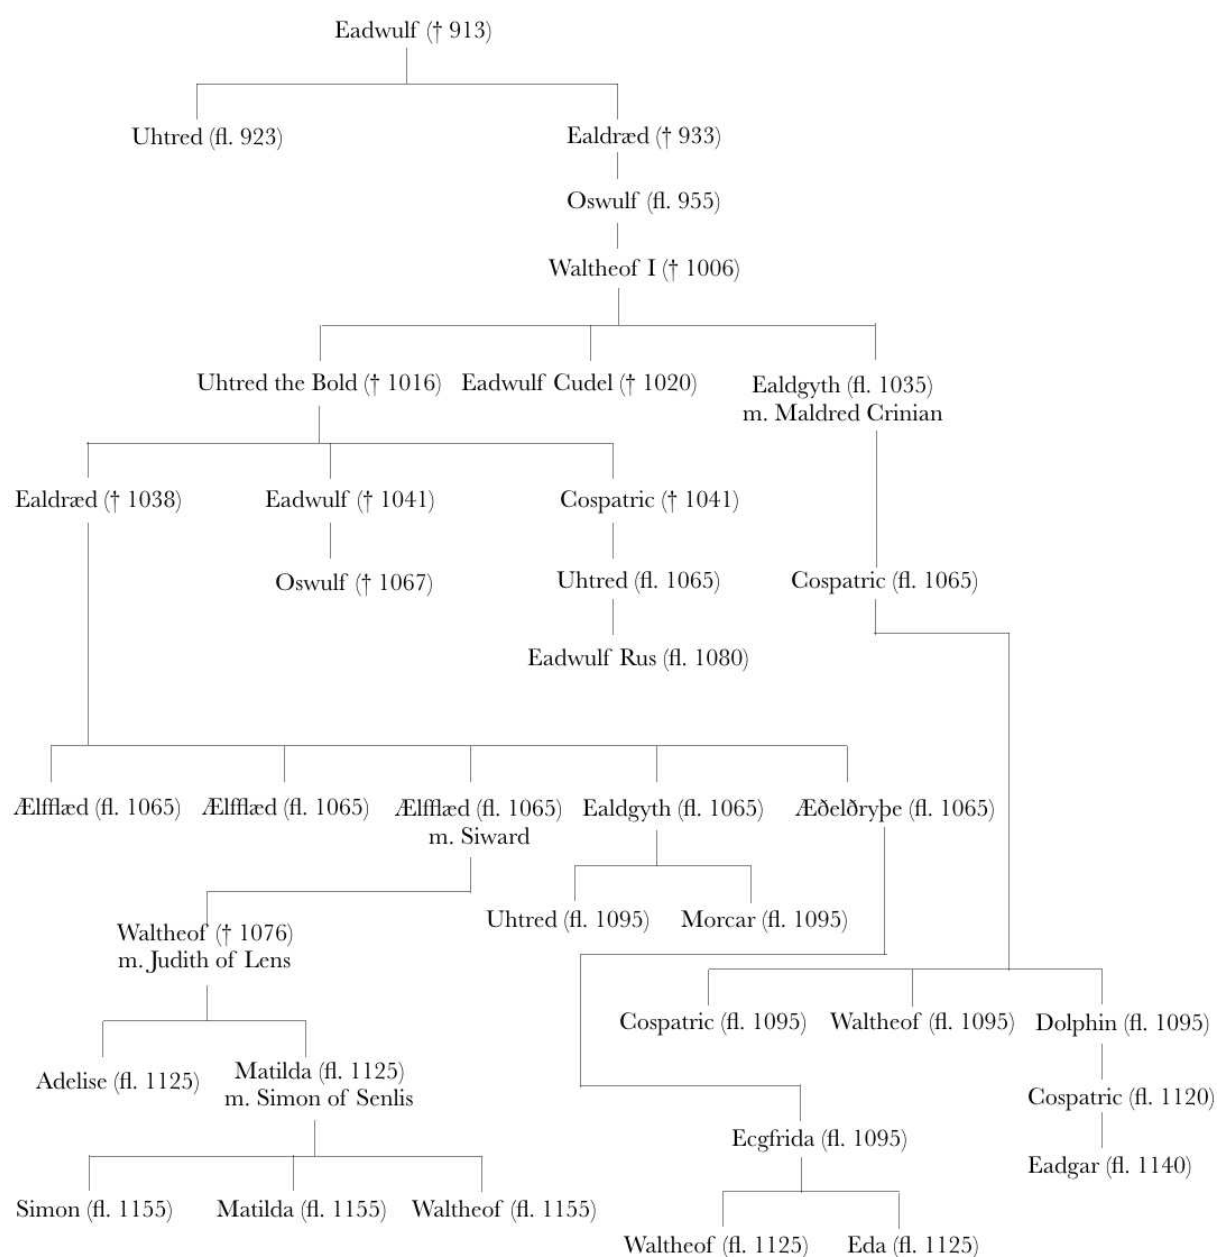 Eadwulf († 913)
Uhtred (fl. 923)
Ealdræd († 933)
Oswulf (fl. 955)
Waltheof I († 1006)
Uhtred the Bold († 1016)
Eadwulf Cudel († 1020)
Ealdgyth (fl. 1035)
m. Maldred Crinian
Ealdræd († 1038)
Eadwulf († 1041)
Cospatric († 1041)
Oswulf († 1067)
Uhtred (fl. 1065)
Cospatric (fl. 1065)
Eadwulf Rus (fl. 1080)
Ælfflæd (fl. 1065)
Ælfflæd (fl. 1065)
Ælfflæd (fl. 1065)
m. Siward
Ealdgyth (fl. 1065)
Æðelðryþe (fl. 1065)
Uhtred (fl. 1095)
Morcar (fl. 1095)
Waltheof († 1076)
m. Judith of Lens
Cospatric (fl. 1095)
Waltheof (fl. 1095)
Dolphin (fl. 1095)
Adelise (fl. 1125)
Matilda (fl. 1125)
m. Simon of Senlis
Cospatric (fl. 1120)
Ecgfrida (fl. 1095)
Eadgar (fl. 1140)
Simon (fl. 1155)
Matilda (fl. 1155)
Waltheof (fl. 1155)
Waltheof (fl. 1125)
Eda (fl. 1125)